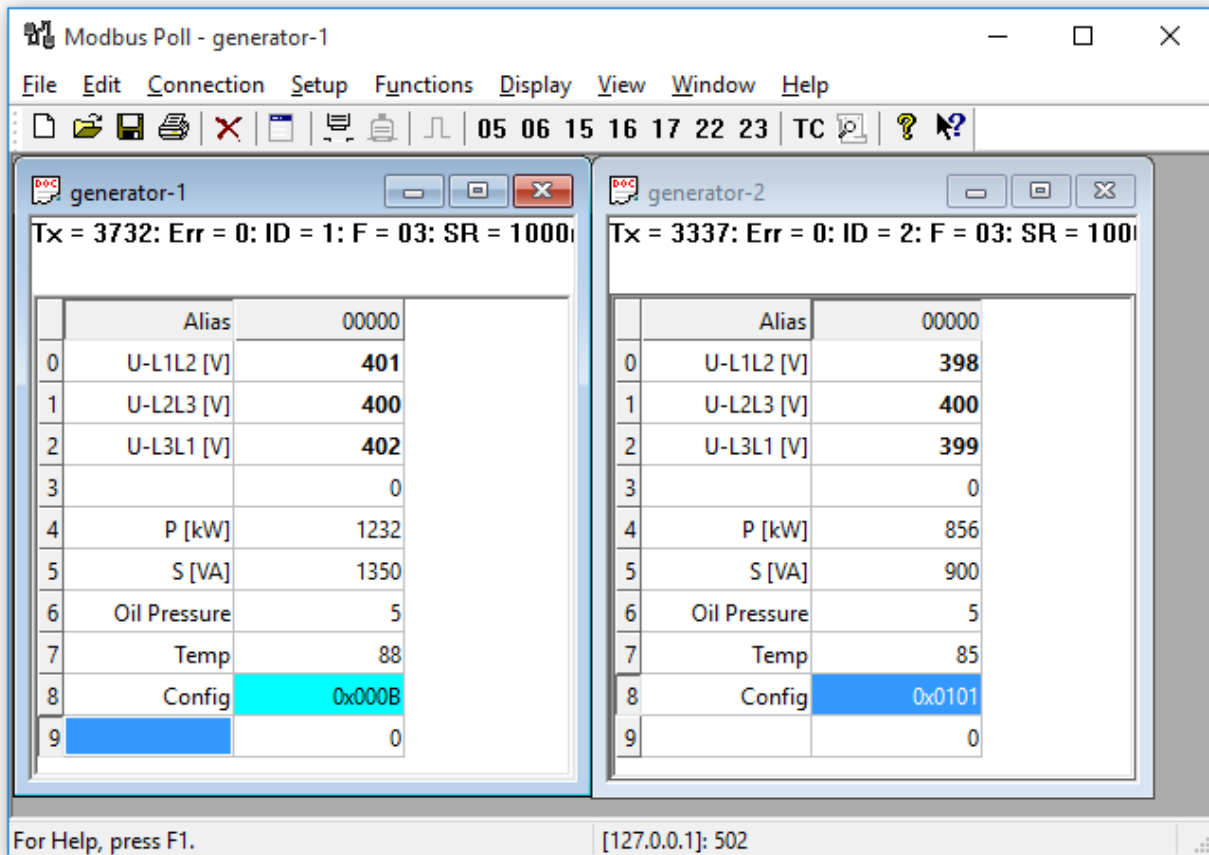 Modbus Poll - generator-1
File Edit Connection Setup Functions Display View Window Help
05 06 15 16 17 22 23 TC
generator-1
Tx = 3732: Err = 0: ID = 1: F = 03: SR = 1000
Alias 00000
0 U-L1L2 [V] 401
1 U-L2L3 [V] 400
2 U-L3L1 [V] 402
3 0
4 P [kW] 1232
5 S [VA] 1350
6 Oil Pressure 5
7 Temp 88
8 Config 0x000B
9 0
generator-2
Tx = 3337: Err = 0: ID = 2: F = 03: SR = 100
Alias 00000
0 U-L1L2 [V] 398
1 U-L2L3 [V] 400
2 U-L3L1 [V] 399
3 0
4 P [kW] 856
5 S [VA] 900
6 Oil Pressure 5
7 Temp 85
8 Config 0x0101
9 0
For Help, press F1. [127.0.0.1]: 502